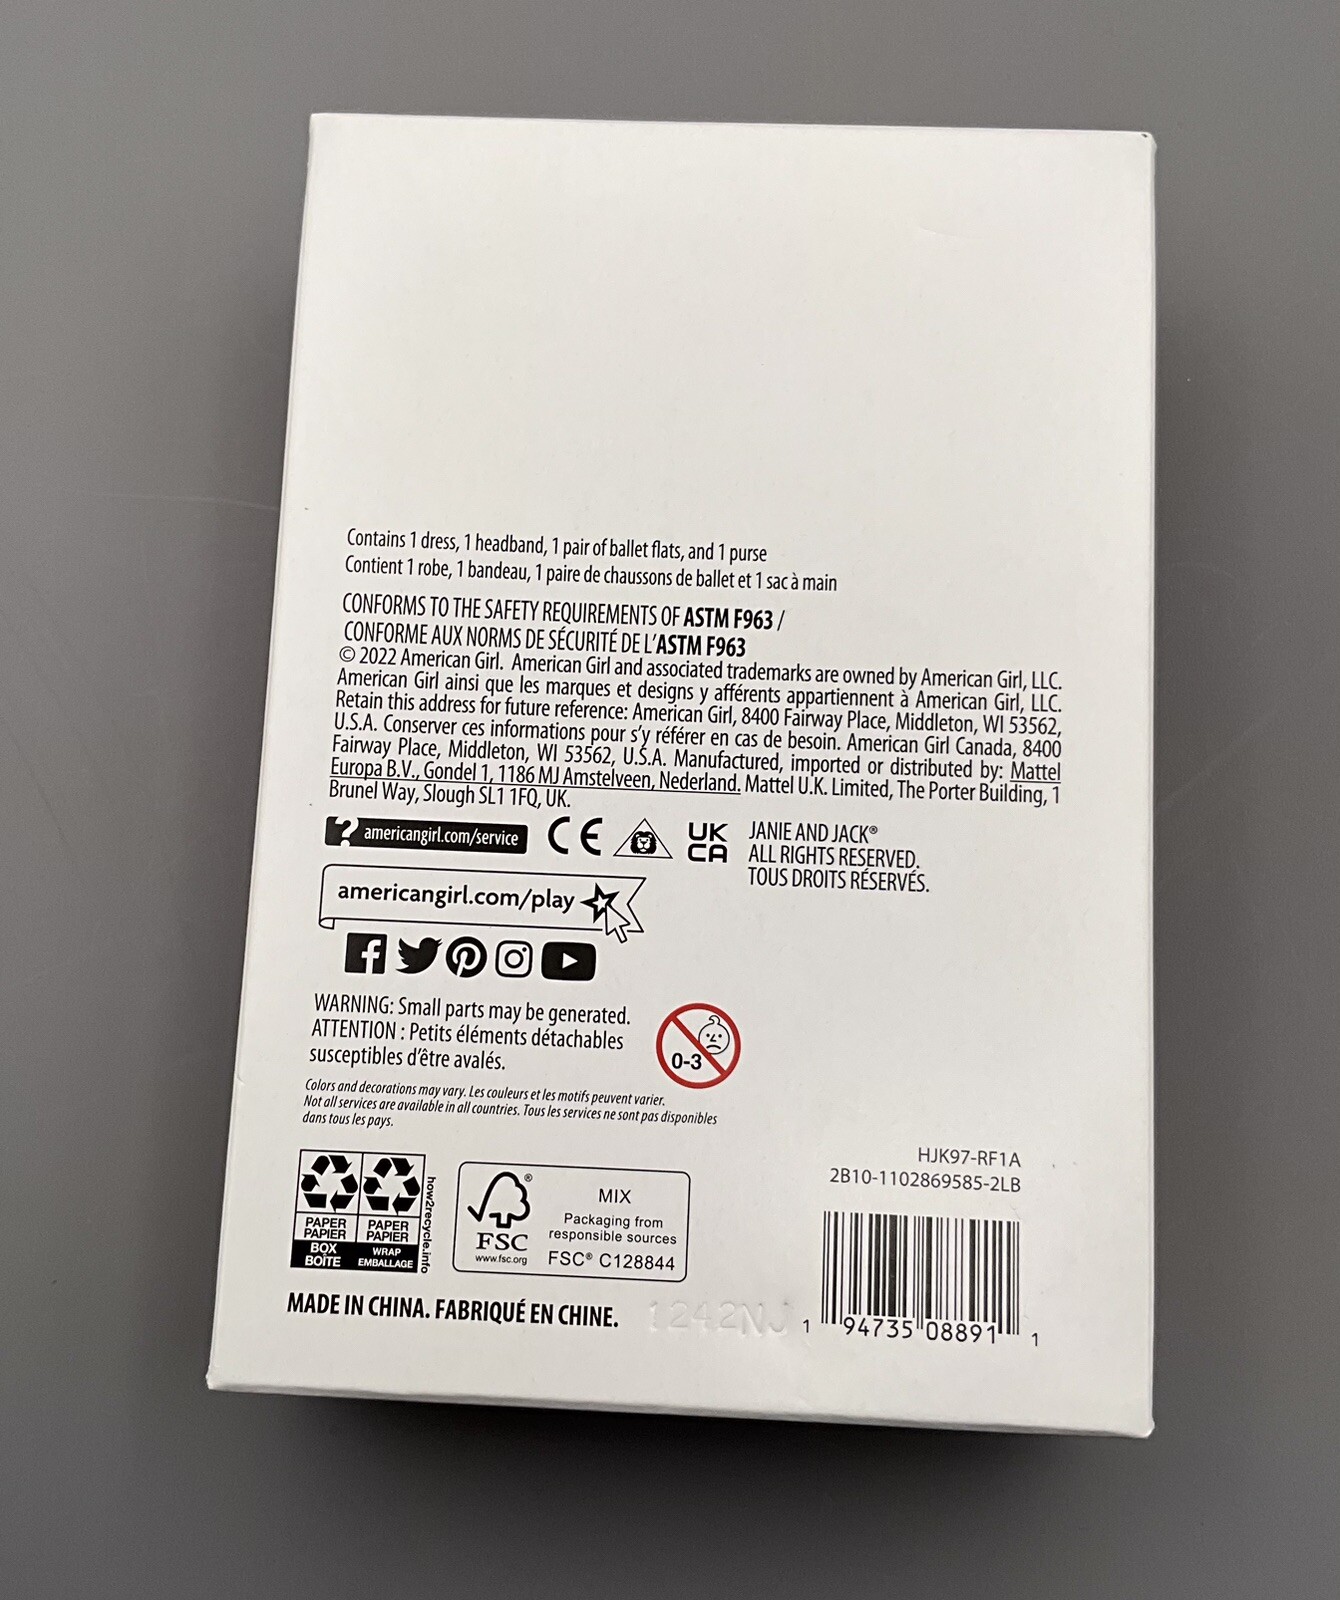 Contains 1 dress, 1 headband, 1 pair of ballet flats, and 1 purse
Contient 1 robe, 1 bandeau, 1 paire de chaussons de ballet et 1 sac à main
CONFORMS TO THE SAFETY REQUIREMENTS OF ASTM F963 /
CONFORME AUX NORMS DE SÉCURITÉ DE L'ASTM F963
© 2022 American Girl. American Girl and associated trademarks are owned by American Girl, LLC.
American Girl ainsi que les marques et designs y afférents appartiennent à American Girl, LLC.
Retain this address for future reference: American Girl, 8400 Fairway Place, Middleton, WI 53562,
U.S.A. Conserver ces informations pour s'y référer en cas de besoin. American Girl Canada, 8400
Fairway Place, Middleton, WI 53562, U.S.A. Manufactured, imported or distributed by: Mattel
Europa B.V., Gondel 1, 1186 MJ Amstelveen, Nederland. Mattel U.K. Limited, The Porter Building, 1
Brunel Way, Slough SL1 1FQ, UK.
? americangirl.com/service
CE
UK
CA
JANIE AND JACK®
ALL RIGHTS RESERVED.
TOUS DROITS RÉSERVÉS.
americangirl.com/play
WARNING: Small parts may be generated.
ATTENTION : Petits éléments détachables
susceptibles d'être avalés.
0-3
Colors and decorations may vary. Les couleurs et les motifs peuvent varier.
Not all services are available in all countries. Tous les services ne sont pas disponibles
dans tous les pays.
HJK97-RF1A
2B10-1102869585-2LB
PAPER
PAPIER
BOX
BOÎTE
PAPER
PAPIER
WRAP
EMBALLAGE
how2recycle.info
FSC
www.fsc.org
MIX
Packaging from
responsible sources
FSC® C128844
MADE IN CHINA. FABRIQUÉ EN CHINE.
1242NJ
1 94735 08891 1